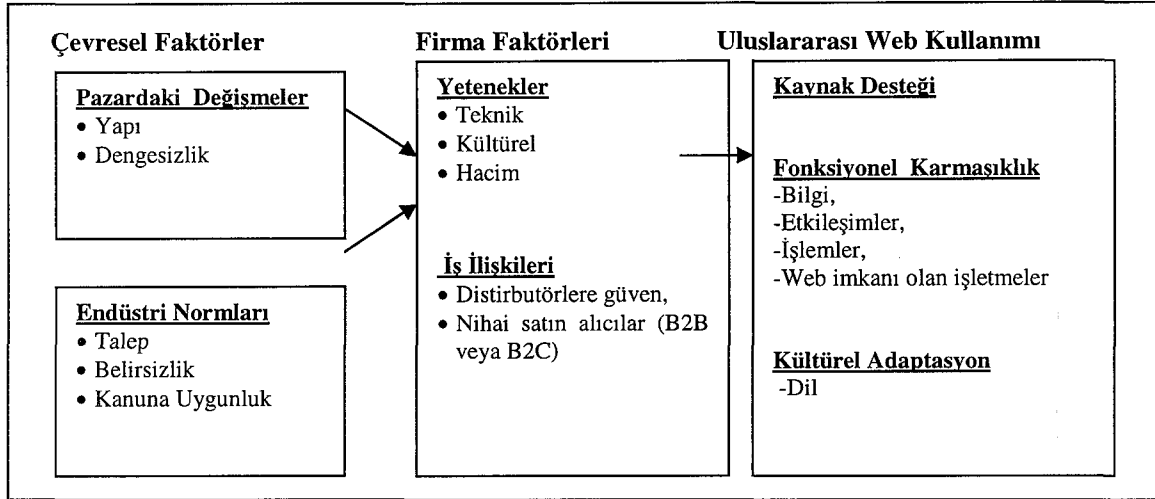 Çevresel Faktörler
Pazardaki Değişmeler
• Yapı
• Dengesizlik
Endüstri Normları
• Talep
• Belirsizlik
• Kanuna Uygunluk
Firma Faktörleri
Yetenekler
• Teknik
• Kültürel
• Hacim
İş İlişkileri
• Distirbutörlere güven,
• Nihai satın alıcılar (B2B
veya B2C)
Uluslararası Web Kullanımı
Kaynak Desteği
Fonksiyonel Karmaşıklık
-Bilgi,
-Etkileşimler,
-İşlemler,
-Web imkanı olan işletmeler
Kültürel Adaptasyon
-Dil